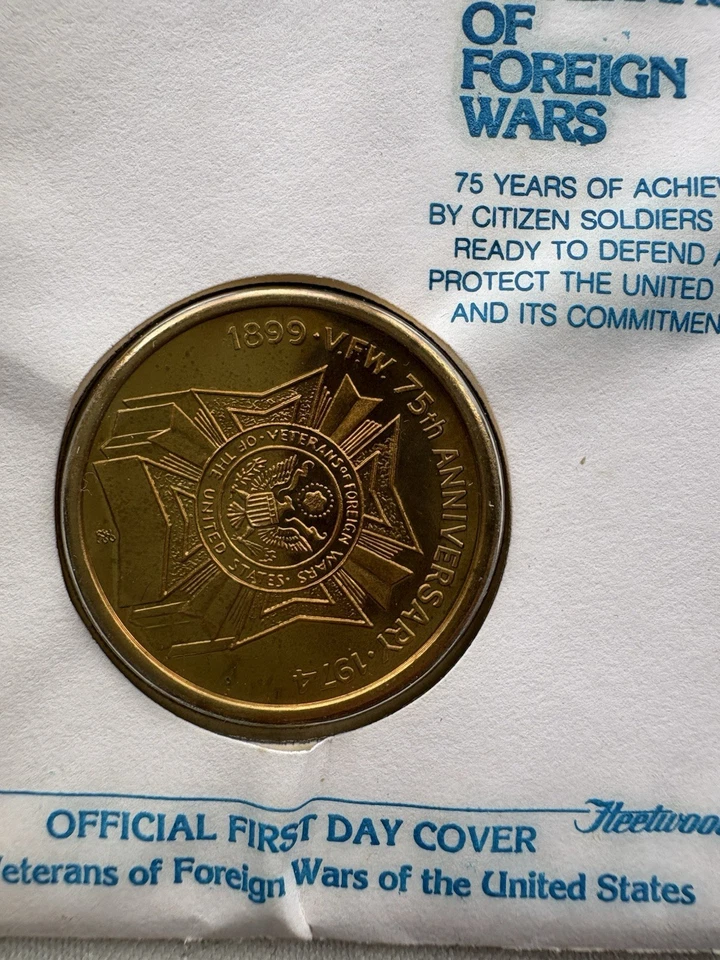 OF
FOREIGN
WARS
75 YEARS OF ACHIEV
BY CITIZEN SOLDIERS
READY TO DEFEND A
PROTECT THE UNITED
AND ITS COMMITMEN
1899 · V.F.W. 75th ANNIVERSARY · 1974
VETERANS OF FOREIGN WARS · OF THE UNITED STATES ·
OFFICIAL FIRST DAY COVER
Fleetwoo
eterans of Foreign Wars of the United States